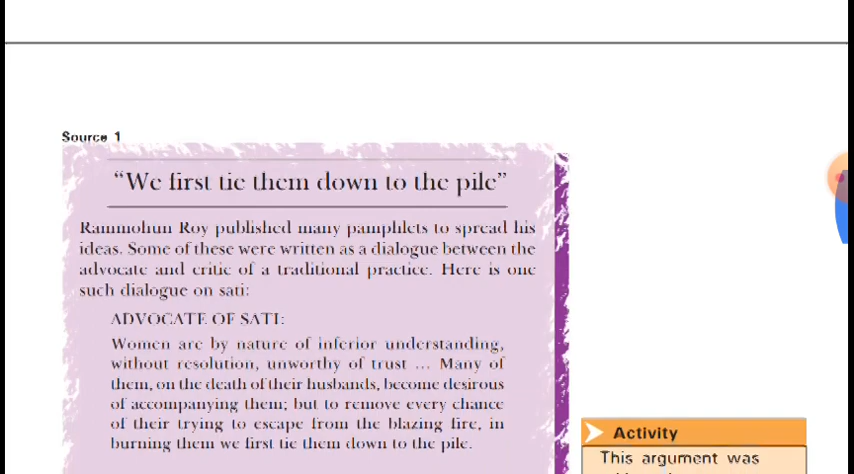 Source 1
“We first tie them down to the pile”
Rammohun Roy published many pamphlets to spread his
ideas. Some of these were written as a dialogue between the
advocate and critic of a traditional practice. Here is one
such dialogue on sati:
ADVOCATE OF SATI:
Women are by nature of inferior understanding,
without resolution, unworthy of trust … Many of
them, on the death of their husbands, become desirous
of accompanying them; but to remove every chance
of their trying to escape from the blazing fire, in
burning them we first tie them down to the pile.
Activity
This argument was